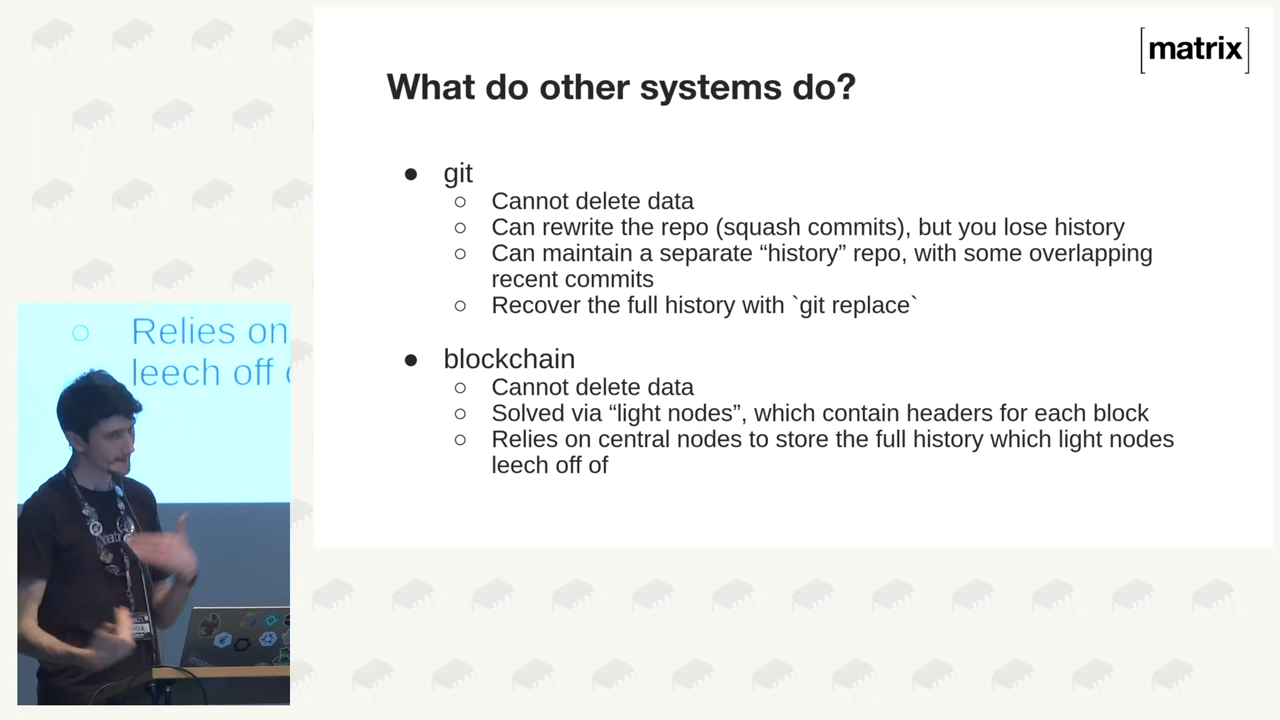 [matrix]
What do other systems do?
● git
○ Cannot delete data
○ Can rewrite the repo (squash commits), but you lose history
○ Can maintain a separate “history” repo, with some overlapping
recent commits
○ Recover the full history with `git replace`
● blockchain
○ Cannot delete data
○ Solved via “light nodes”, which contain headers for each block
○ Relies on central nodes to store the full history which light nodes
leech off of
○ Relies on
leech off